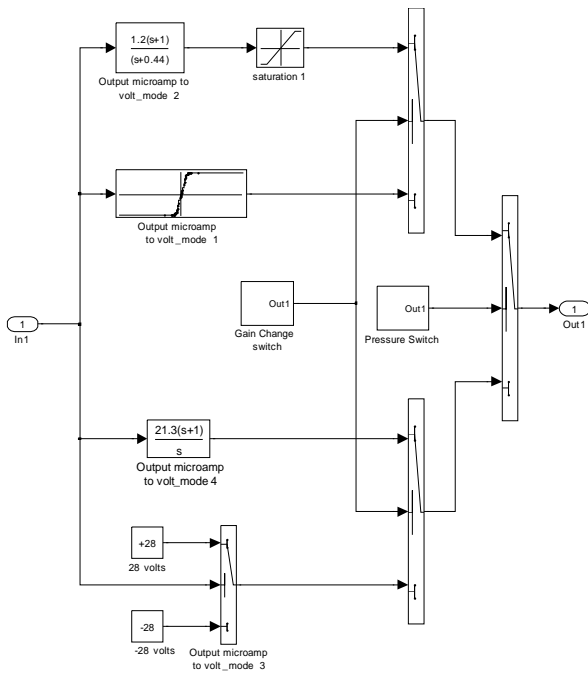 1.2(s+1)
(s+0.44)
Output microamp to
volt_mode 2
saturation 1
Output microamp
to volt_mode 1
Out1
Gain Change
switch
Out1
Pressure Switch
1
In1
1
Out1
21.3(s+1)
s
Output microamp
to volt_mode 4
+28
28 volts
-28
-28 volts
Output microamp
to volt_mode 3